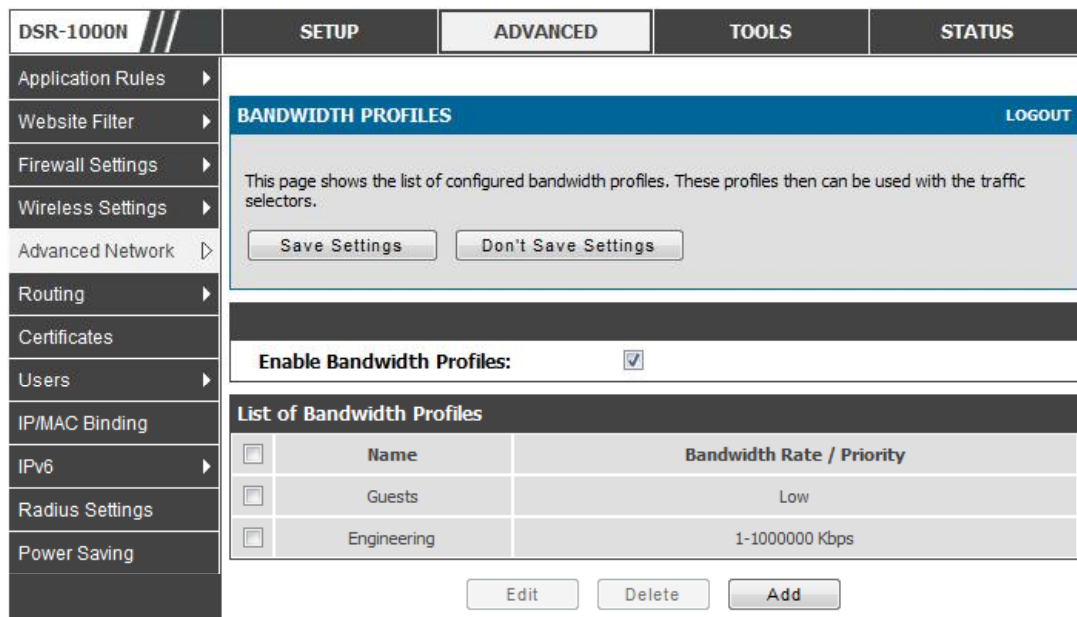 DSR-1000N
SETUP
ADVANCED
TOOLS
STATUS
Application Rules
Website Filter
Firewall Settings
Wireless Settings
Advanced Network
Routing
Certificates
Users
IP/MAC Binding
IPv6
Radius Settings
Power Saving
BANDWIDTH PROFILES
LOGOUT
This page shows the list of configured bandwidth profiles. These profiles then can be used with the traffic
selectors.
Save Settings
Don't Save Settings
Enable Bandwidth Profiles:
List of Bandwidth Profiles
Name
Bandwidth Rate / Priority
Guests
Low
Engineering
1-1000000 Kbps
Edit
Delete
Add